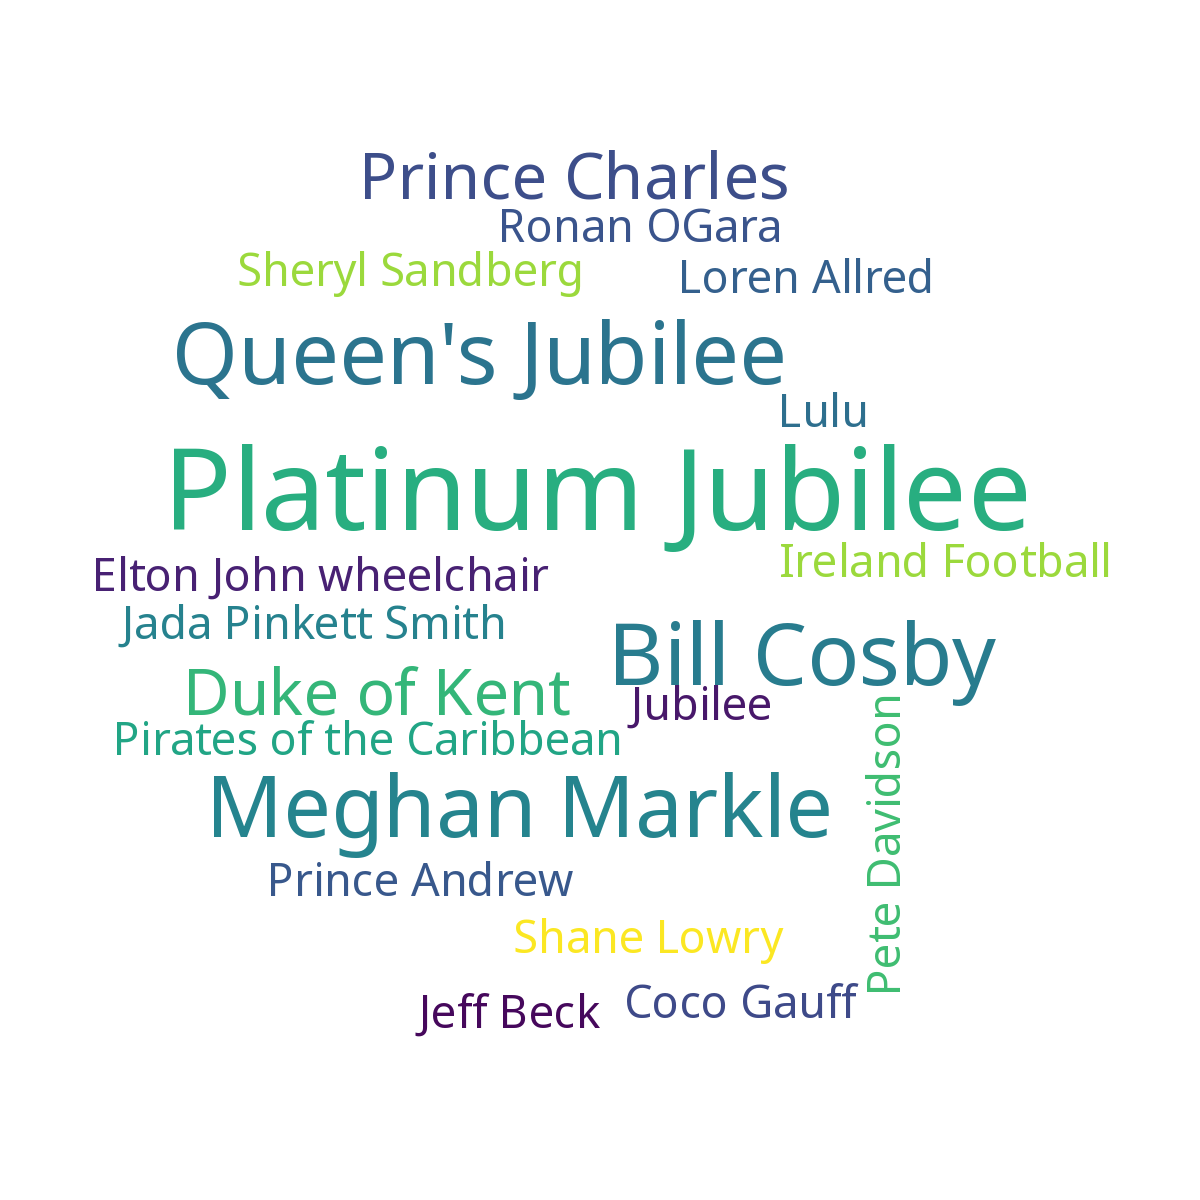 Prince Charles
Ronan OGara
Sheryl Sandberg
Loren Allred
Queen's Jubilee
Lulu
Platinum Jubilee
Ireland Football
Elton John wheelchair
Jada Pinkett Smith
Bill Cosby
Duke of Kent
Jubilee
Pirates of the Caribbean
Meghan Markle
Pete Davidson
Prince Andrew
Shane Lowry
Coco Gauff
Jeff Beck